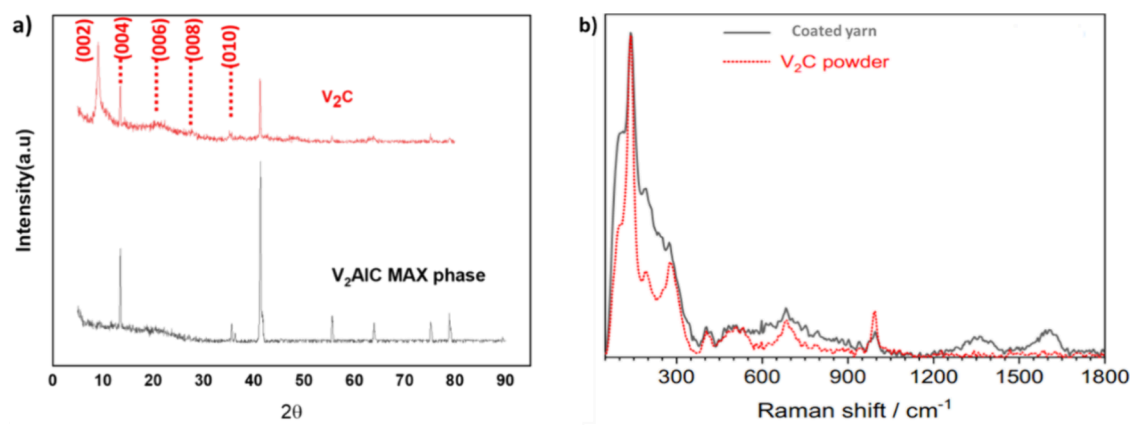 a)
(002)
(004)
(006)
(008)
(010)
V₂C
V₂AlC MAX phase
Intensity(a.u)
0 10 20 30 40 50 60 70 80 90
2θ
b)
Coated yarn
V₂C powder
300 600 900 1200 1500 1800
Raman shift / cm⁻¹